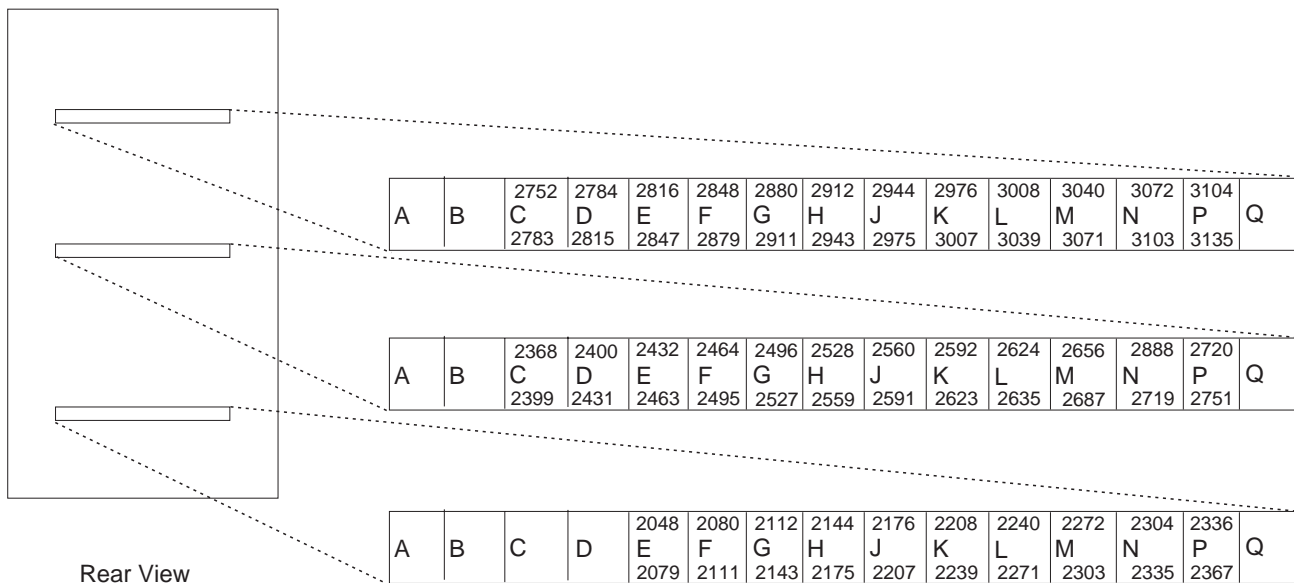 2752 2784 2816 2848 2880 2912 2944 2976 3008 3040 3072 3104
A B C D E F G H J K L M N P Q
2783 2815 2847 2879 2911 2943 2975 3007 3039 3071 3103 3135
2368 2400 2432 2464 2496 2528 2560 2592 2624 2656 2888 2720
A B C D E F G H J K L M N P Q
2399 2431 2463 2495 2527 2559 2591 2623 2635 2687 2719 2751
2048 2080 2112 2144 2176 2208 2240 2272 2304 2336
A B C D E F G H J K L M N P Q
2079 2111 2143 2175 2207 2239 2271 2303 2335 2367
Rear View